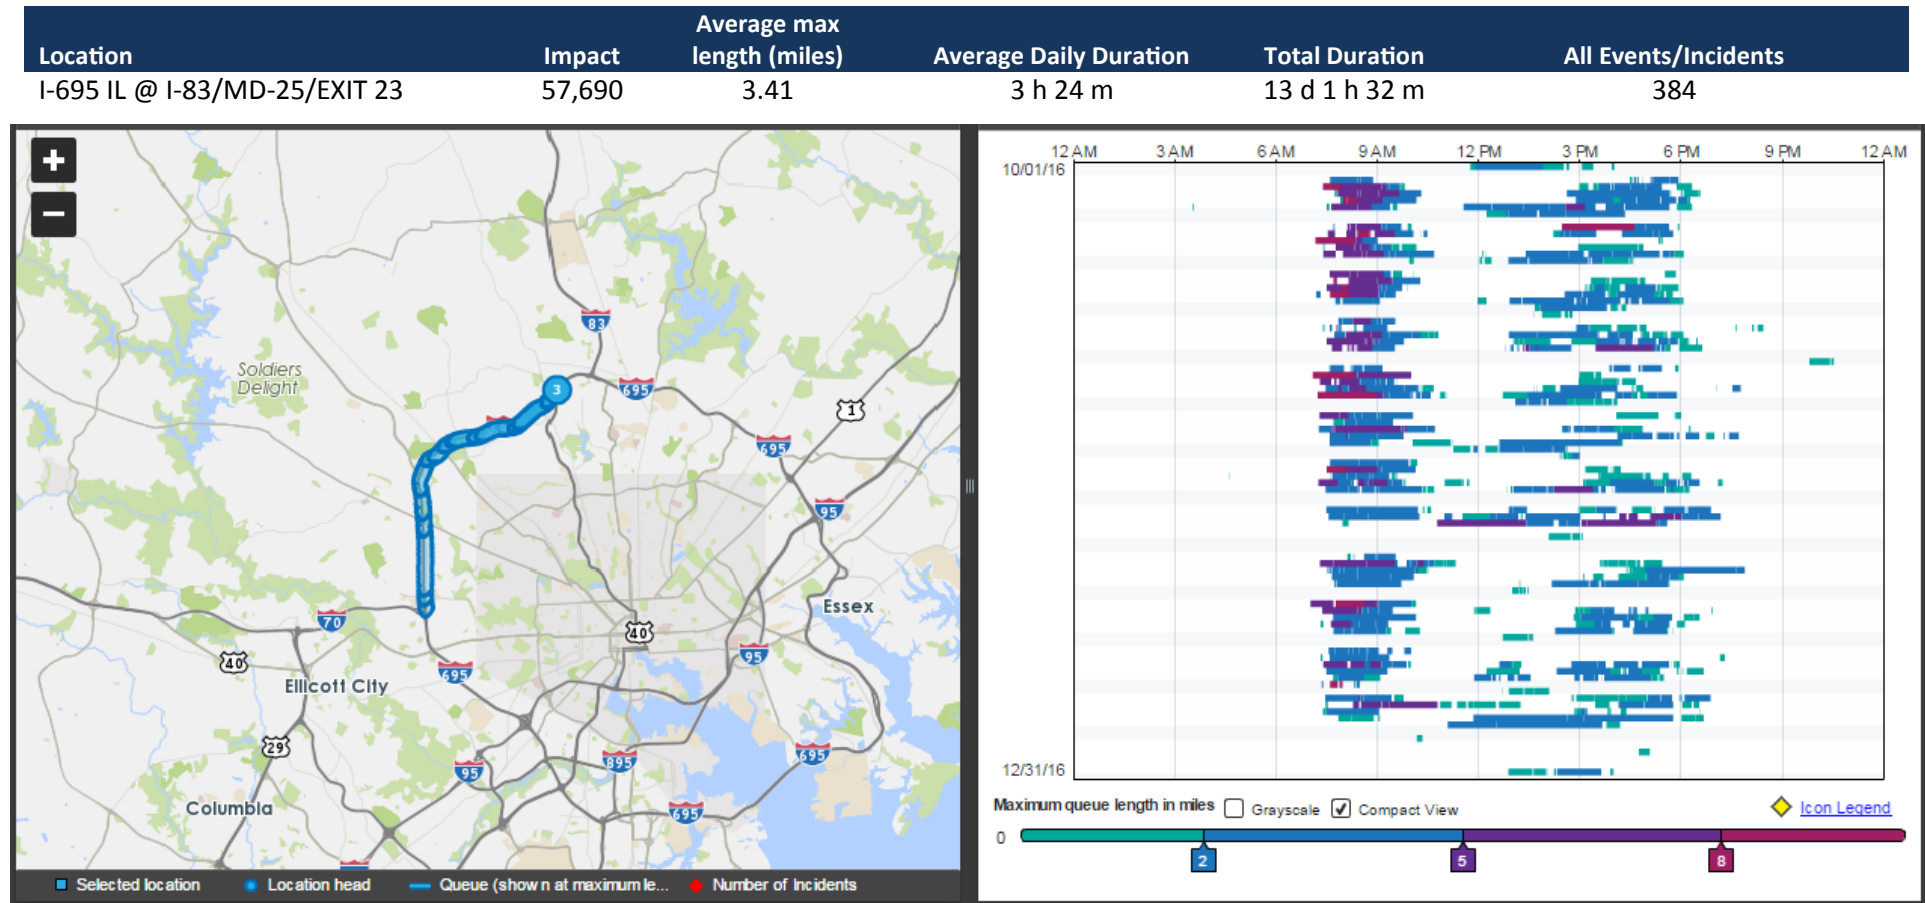 Location Impact Average max length (miles) Average Daily Duration Total Duration All Events/Incidents
I-695 IL @ I-83/MD-25/EXIT 23 57,690 3.41 3 h 24 m 13 d 1 h 32 m 384
+
−
83
Soldiers
Delight
3
695
1
695
95
Essex
70
40
40
695
95
Ellicott City
29
895
695
95
Columbia
695
Selected location Location head Queue (shown at maximum le... Number of Incidents
12 AM 3 AM 6 AM 9 AM 12 PM 3 PM 6 PM 9 PM 12 AM
10/01/16
12/31/16
Maximum queue length in miles Grayscale Compact View Icon Legend
0
2 5 8